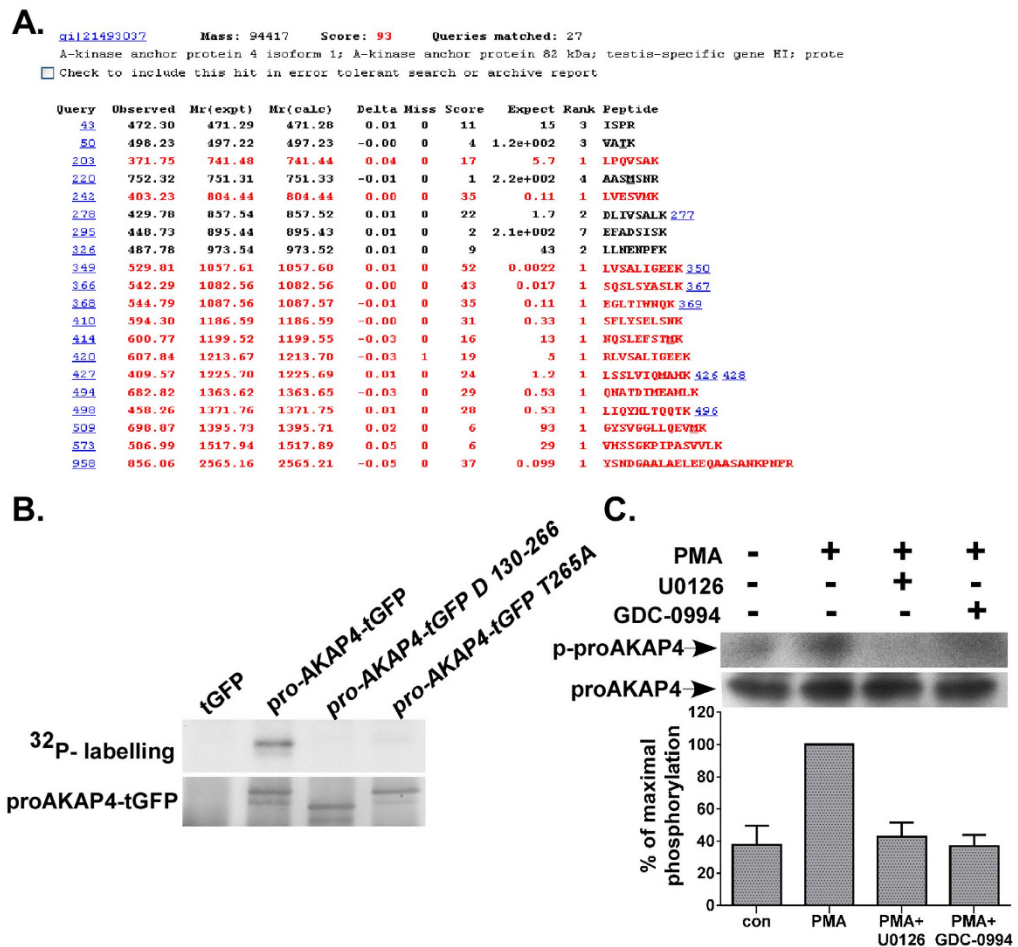 A.
gi|21493037 Mass: 94417 Score: 93 Queries matched: 27
A-kinase anchor protein 4 isoform 1; A-kinase anchor protein 82 kDa; testis-specific gene HI; prote
Check to include this hit in error tolerant search or archive report
Query Observed Mr(expt) Mr(calc) Delta Miss Score Expect Rank Peptide
43 472.30 471.29 471.28 0.01 0 11 15 3 ISPR
50 498.23 497.22 497.23 -0.00 0 4 1.2e+002 3 VATK
203 371.75 741.48 741.44 0.04 0 17 5.7 1 LPQVSAK
220 752.32 751.31 751.33 -0.01 0 1 2.2e+002 4 AASMSNR
242 403.23 804.44 804.44 0.00 0 35 0.11 1 LVESVMK
278 429.78 857.54 857.52 0.01 0 22 1.7 2 DLIVSALK 277
295 448.73 895.44 895.43 0.01 0 2 2.1e+002 7 EFADSISK
326 487.78 973.54 973.52 0.01 0 9 43 2 LLNENPFK
349 529.81 1057.61 1057.60 0.01 0 52 0.0022 1 LVSALIGEEK 350
366 542.29 1082.56 1082.56 0.00 0 43 0.017 1 SQSLSYASLK 367
368 544.79 1087.56 1087.57 -0.01 0 35 0.11 1 EGLTIWNQK 369
410 594.30 1186.59 1186.59 -0.00 0 31 0.33 1 SFLYSELSNK
414 600.77 1199.52 1199.55 -0.03 0 16 13 1 NQSLEFSTMK
420 607.84 1213.67 1213.70 -0.03 1 19 5 1 RLVSALIGEEK
427 409.57 1225.70 1225.69 0.01 0 24 1.2 1 LSSLVIQMAHK 426 428
494 682.82 1363.62 1363.65 -0.03 0 29 0.53 1 QNATDIMEAMLK
498 458.26 1371.76 1371.75 0.01 0 28 0.53 1 LIQYHLTQQTK 496
509 698.87 1395.73 1395.71 0.02 0 6 93 1 GYSVGGLLQEVMK
573 506.99 1517.94 1517.89 0.05 0 6 29 1 VHSSGKPIPASVVLK
958 856.06 2565.16 2565.21 -0.05 0 37 0.099 1 YSNDGAALAELEEQAASANKPNFR
B.
tGFP
pro-AKAP4-tGFP
pro-AKAP4-tGFP D 130-266
pro-AKAP4-tGFP T265A
32P- labelling
proAKAP4-tGFP
C.
PMA - + + +
U0126 - - + -
GDC-0994 - - - +
p-proAKAP4
proAKAP4
% of maximal
phosphorylation
120
100
80
60
40
20
0
con PMA PMA+ PMA+
U0126 GDC-0994